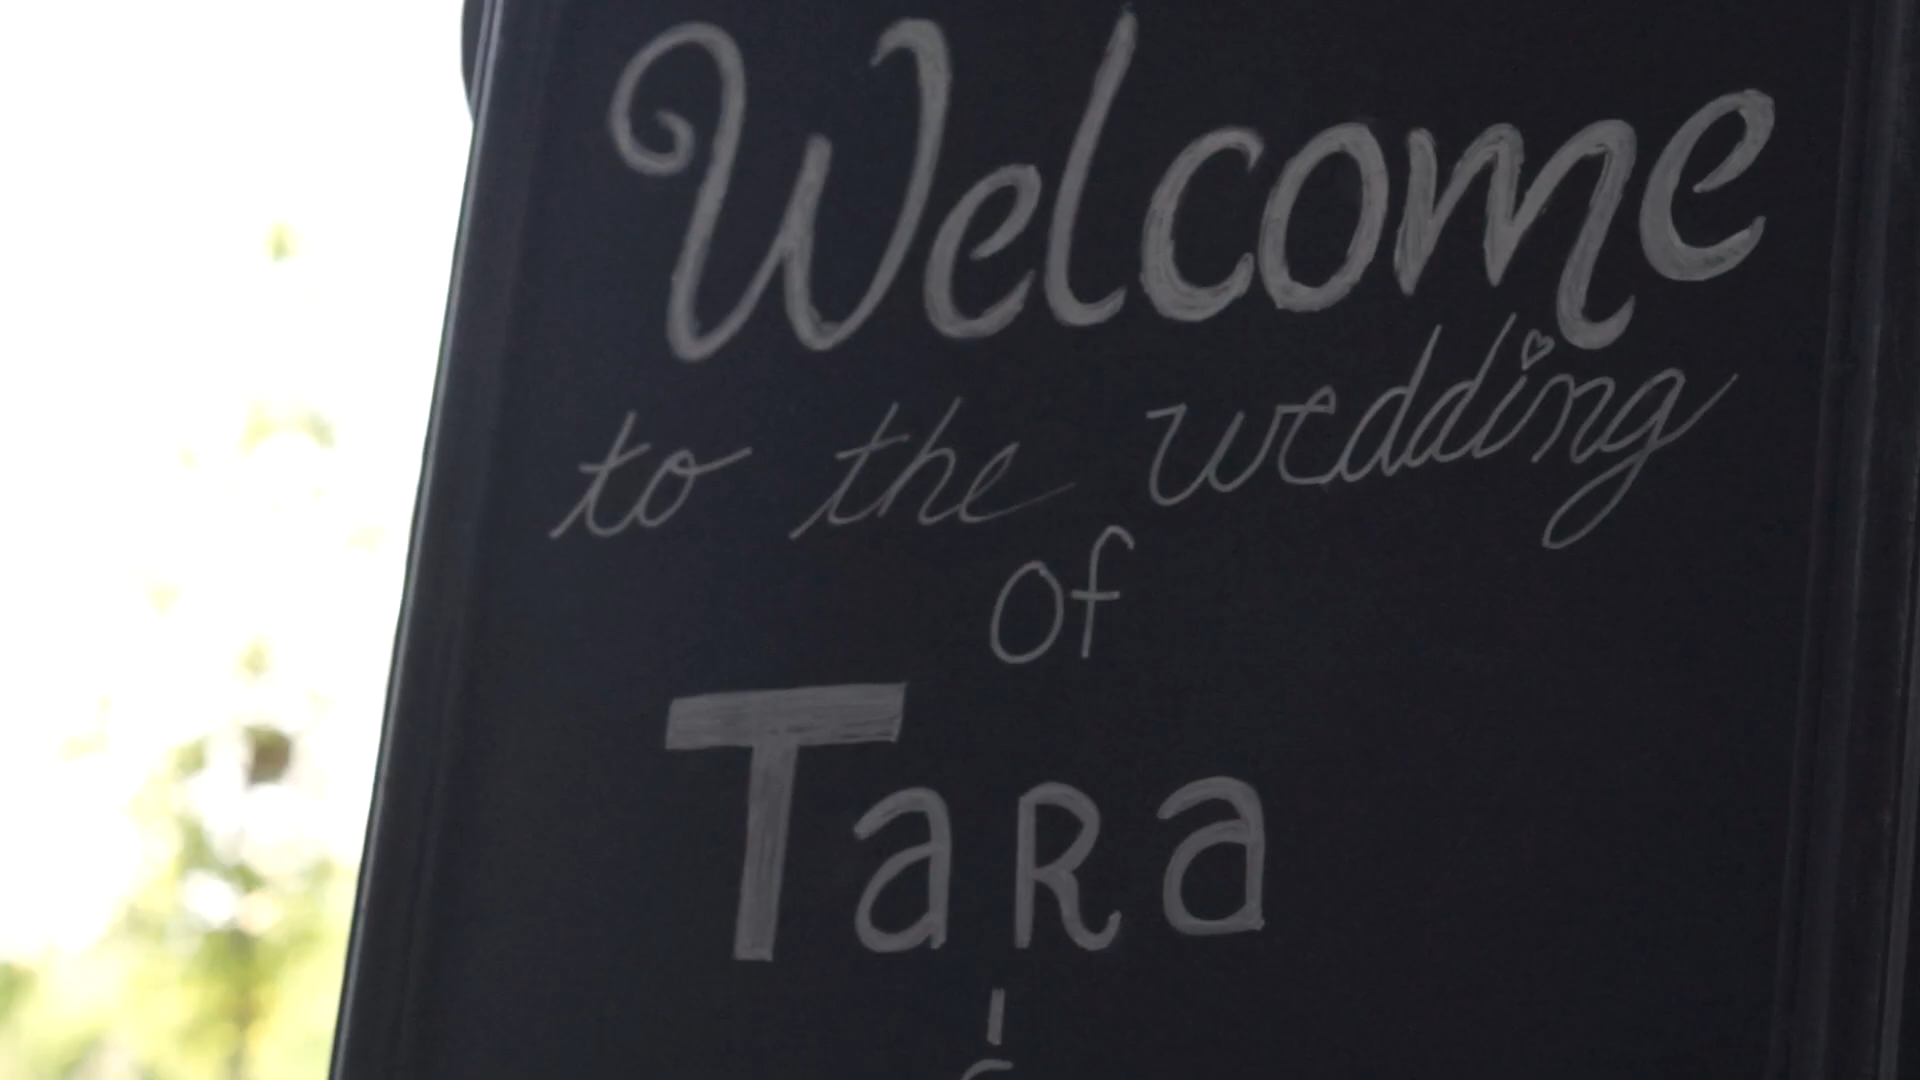 Welcome
to the wedding
of
TaRa